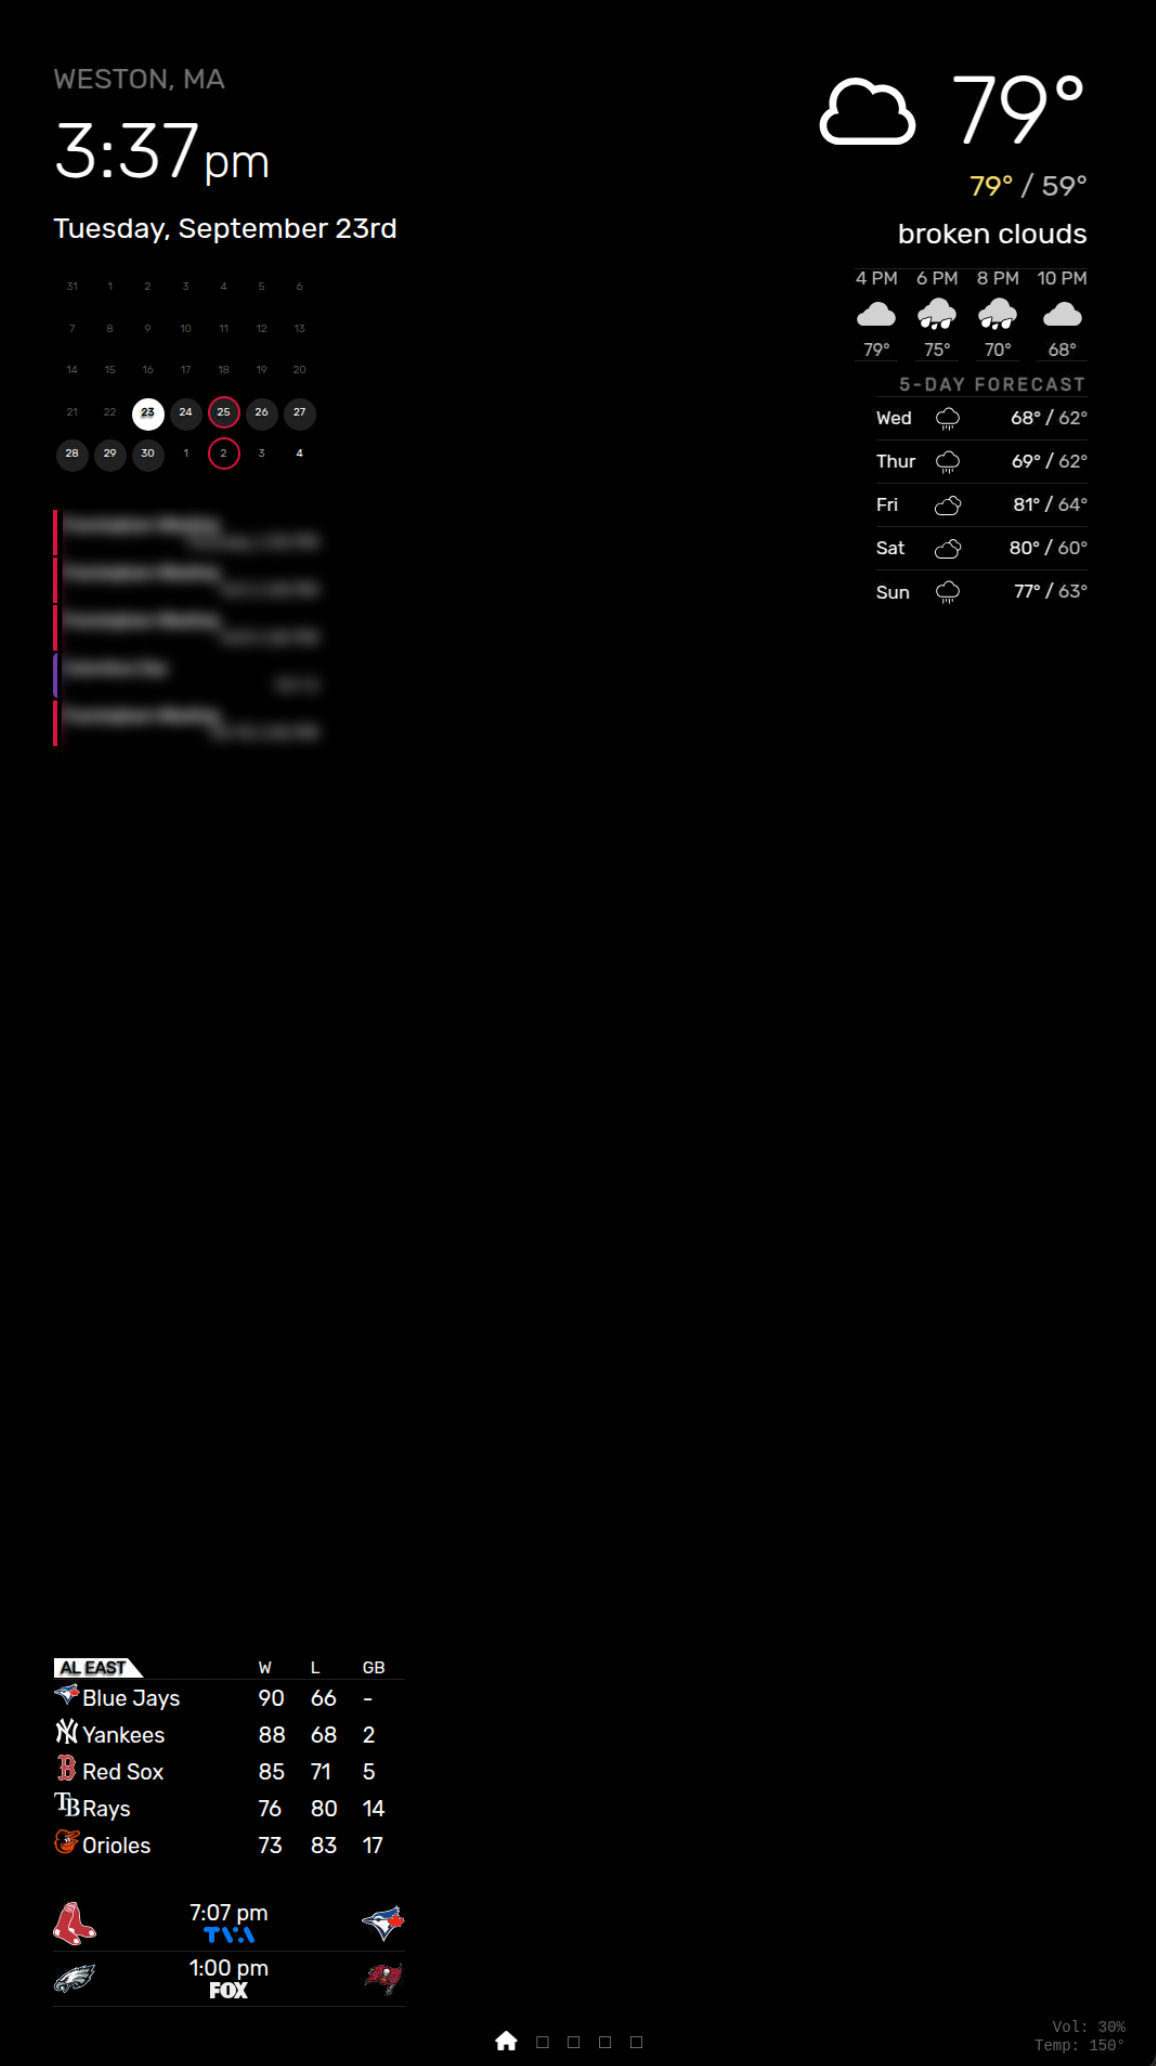 WESTON, MA
3:37pm
Tuesday, September 23rd
31 1 2 3 4 5 6
7 8 9 10 11 12 13
14 15 16 17 18 19 20
21 22 23 24 25 26 27
28 29 30 1 2 3 4
79°
79° / 59°
broken clouds
4 PM 6 PM 8 PM 10 PM
79° 75° 70° 68°
5-DAY FORECAST
Wed 68° / 62°
Thur 69° / 62°
Fri 81° / 64°
Sat 80° / 60°
Sun 77° / 63°
AL EAST W L GB
Blue Jays 90 66 -
NY Yankees 88 68 2
B Red Sox 85 71 5
TB Rays 76 80 14
Orioles 73 83 17
7:07 pm
TVA
1:00 pm
FOX
Vol: 30%
Temp: 150°